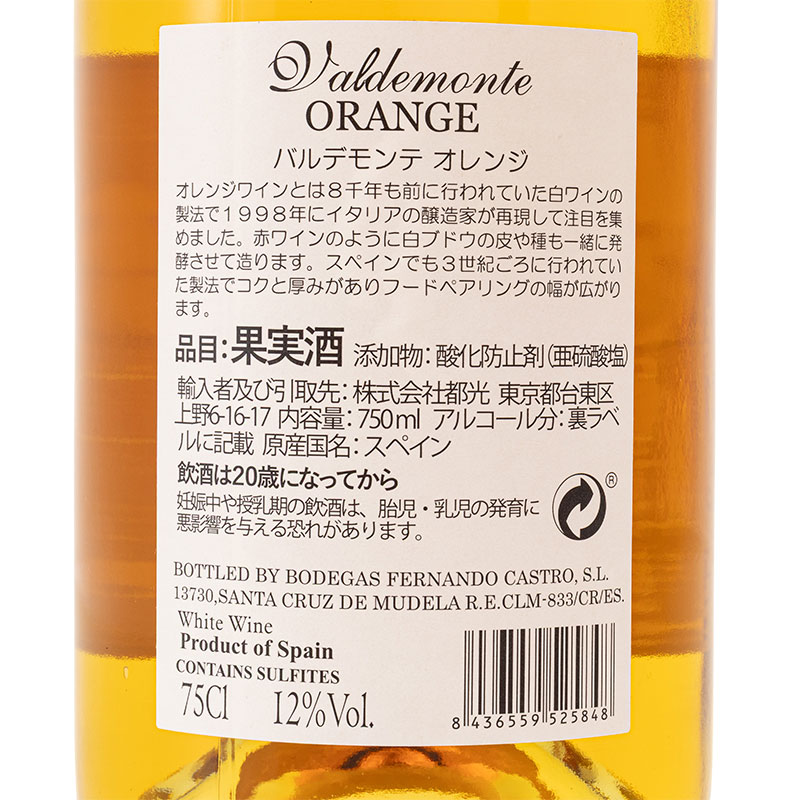 Valdemonte
ORANGE
バルデモンテ オレンジ
オレンジワインとは8千年も前に行われていた白ワインの
製法で1998年にイタリアの醸造家が再現して注目を集
めました。赤ワインのように白ブドウの皮や種も一緒に発
酵させて造ります。スペインでも3世紀ごろに行われてい
た製法でコクと厚みがありフードペアリングの幅が広がり
ます。
品目：果実酒 添加物：酸化防止剤（亜硫酸塩）
輸入者及び引取先：株式会社都光 東京都台東区
上野6-16-17 内容量：750ml アルコール分：裏ラベ
ルに記載 原産国名：スペイン
飲酒は20歳になってから
妊娠中や授乳期の飲酒は、胎児・乳児の発育に
悪影響を与える恐れがあります。
®
BOTTLED BY BODEGAS FERNANDO CASTRO, S.L.
13730,SANTA CRUZ DE MUDELA R.E.CLM-833/CR/ES.
White Wine
Product of Spain
CONTAINS SULFITES
75Cl 12%Vol.
8 436559 525848